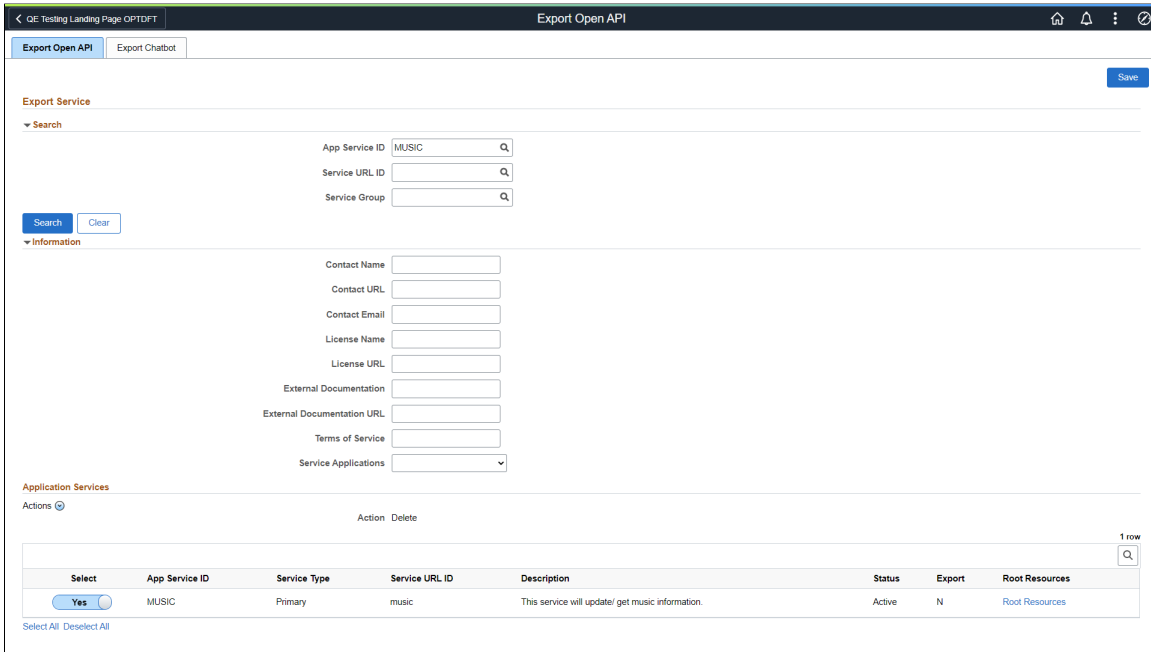 QE Testing Landing Page OPTDFT
Export Open API
Export Open API Export Chatbot
Save
Export Service
Search
App Service ID MUSIC
Service URL ID
Service Group
Search Clear
Information
Contact Name
Contact URL
Contact Email
License Name
License URL
External Documentation
External Documentation URL
Terms of Service
Service Applications
Application Services
Actions
Action Delete
1 row
Select App Service ID Service Type Service URL ID Description Status Export Root Resources
Yes MUSIC Primary music This service will update/ get music information. Active N Root Resources
Select All Deselect All